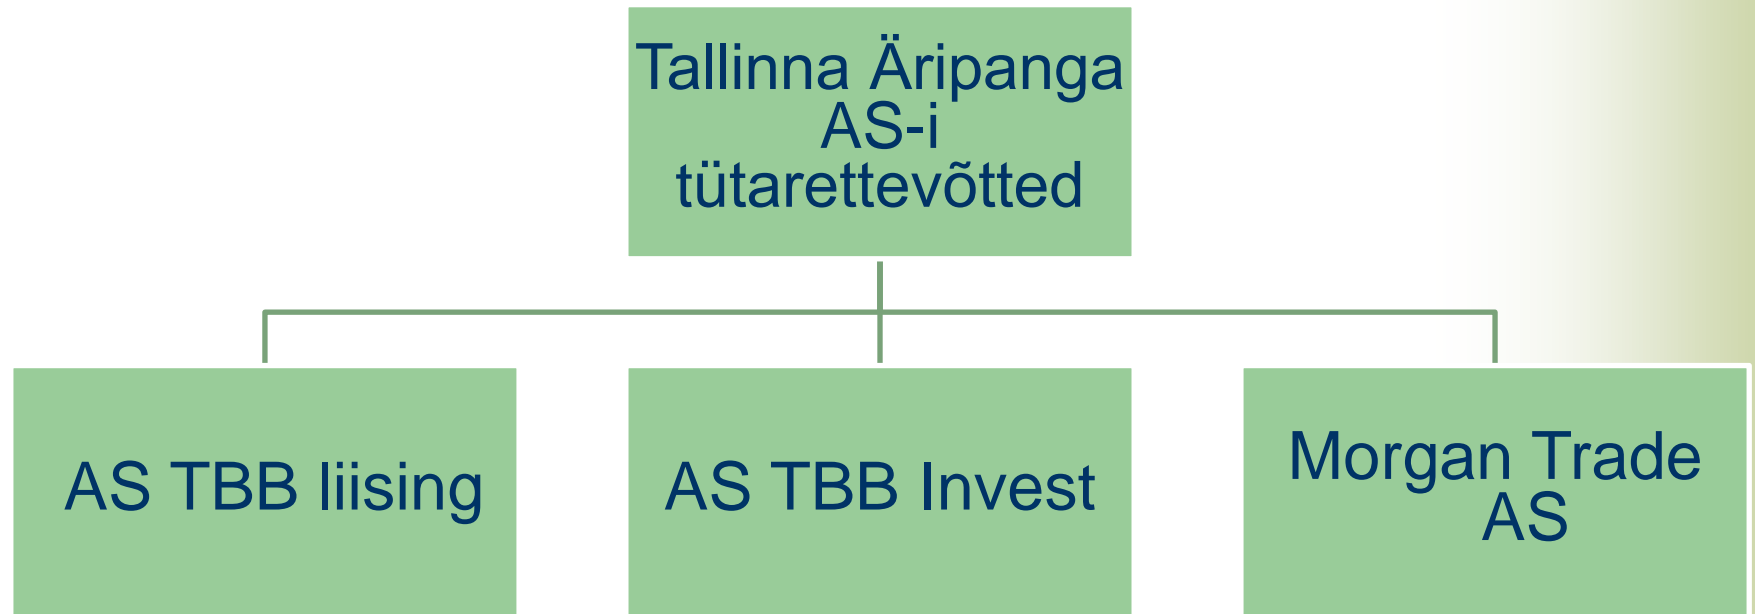 Tallinna Äripanga
AS-i
tütarettevõtted
AS TBB liising
AS TBB Invest
Morgan Trade
AS